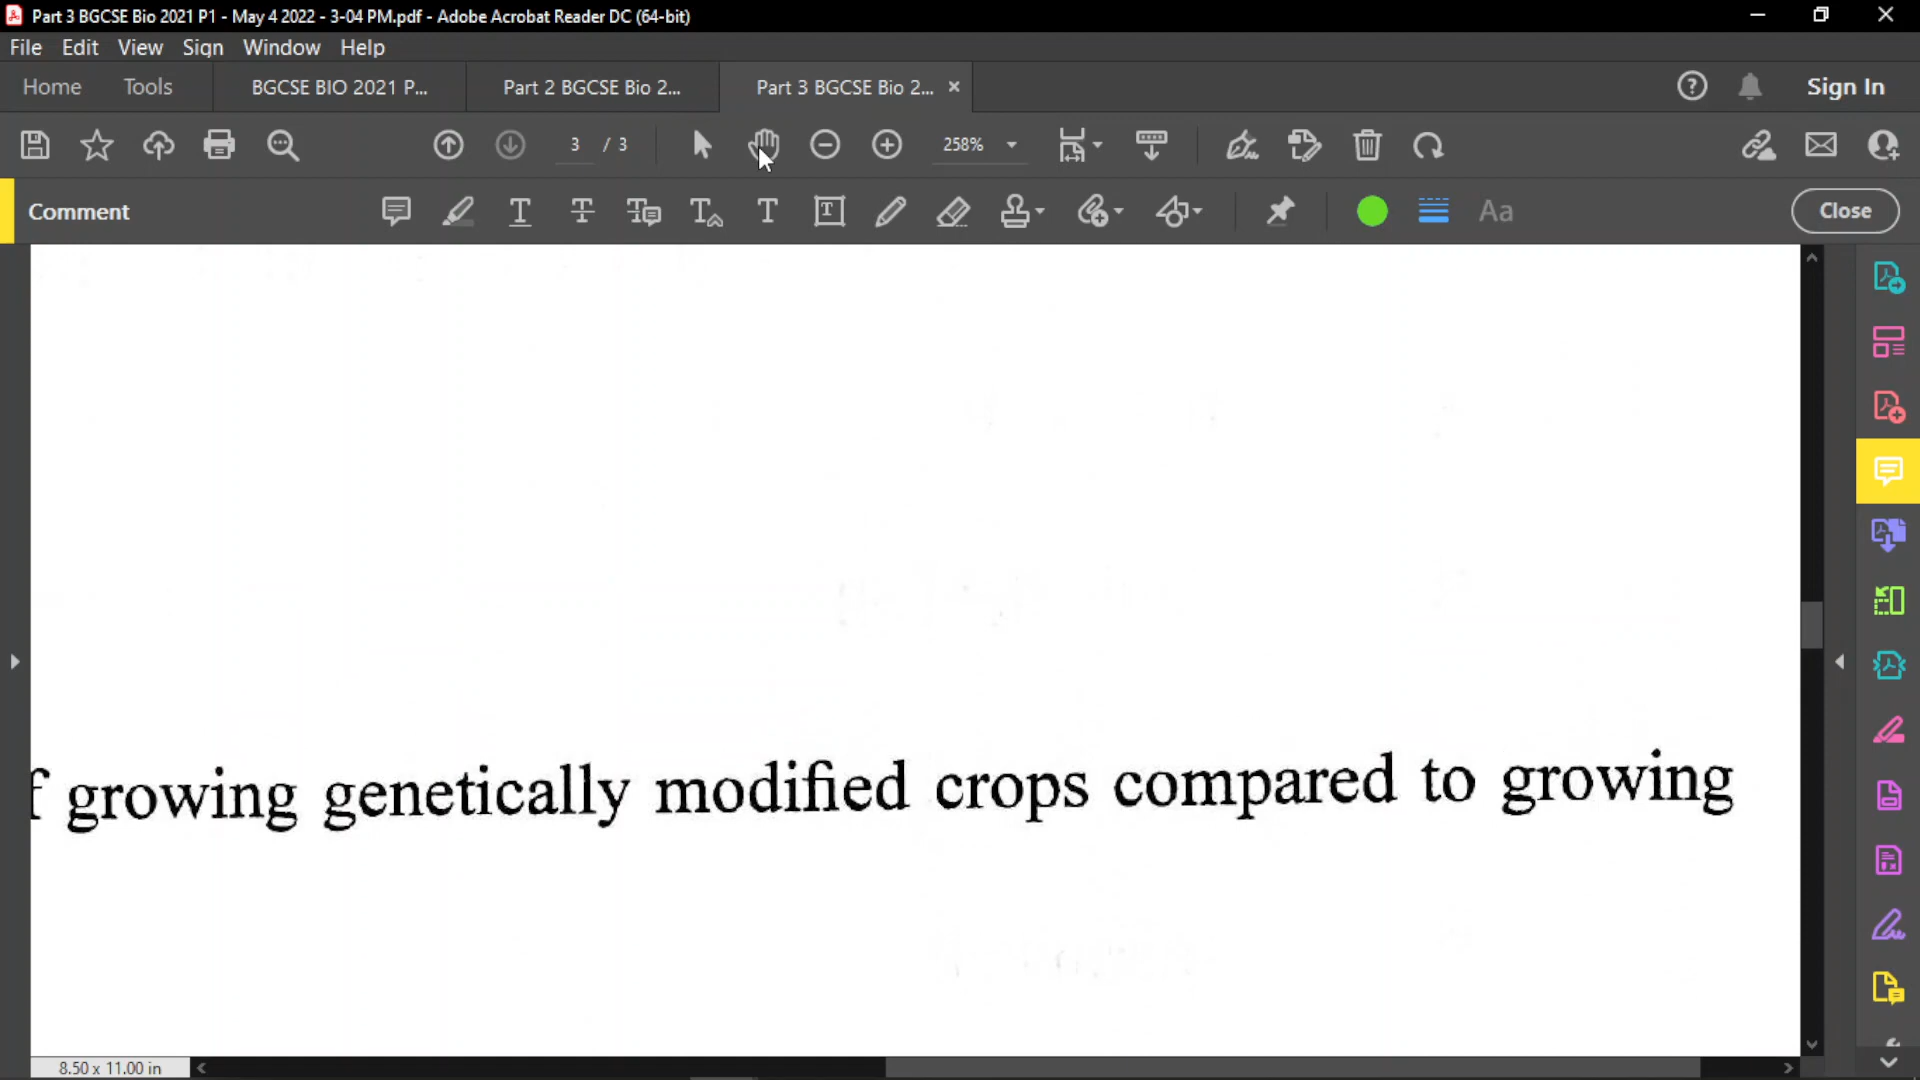 Part 3 BGCSE Bio 2021 P1 - May 4 2022 - 3-04 PM.pdf - Adobe Acrobat Reader DC (64-bit)
File Edit View Sign Window Help
Home Tools BGCSE BIO 2021 P... Part 2 BGCSE Bio 2... Part 3 BGCSE Bio 2... Sign In
3 / 3 258%
Comment Aa Close
growing genetically modified crops compared to growing
8.50 x 11.00 in